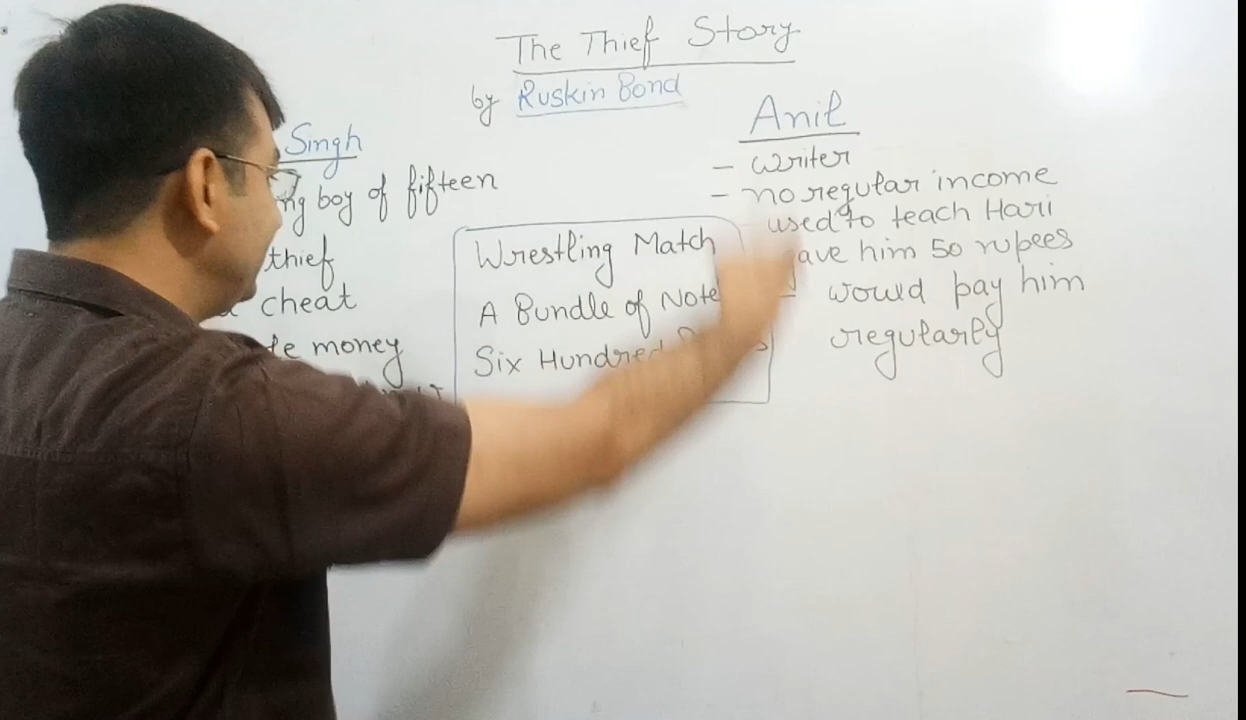 The Thief Story
by Ruskin Bond
Singh
boy of fifteen
thief
cheat
money
Wrestling Match
A Bundle of Note
Six Hundred
Anil
- writer
- no regular income
used to teach Hari
him 50 rupees
- would pay him
regularly